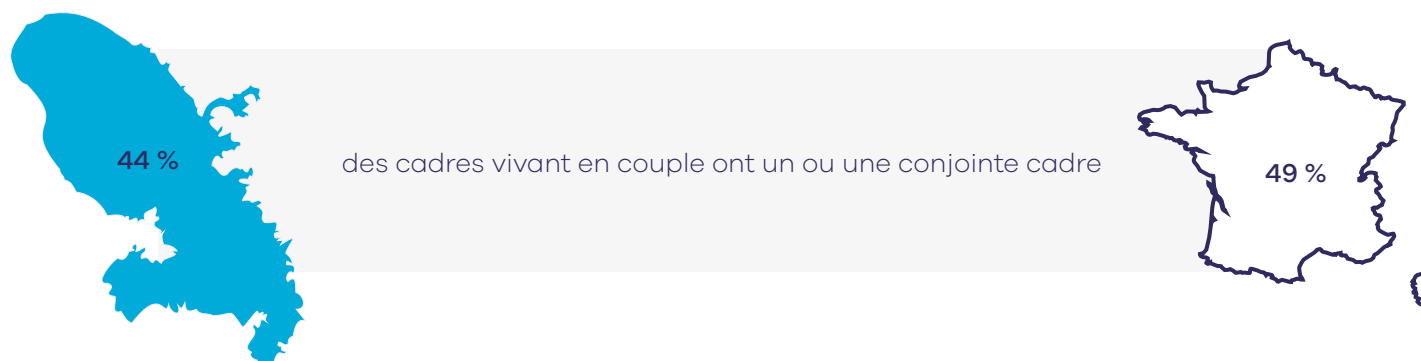 44 %
des cadres vivant en couple ont un ou une conjointe cadre
49 %